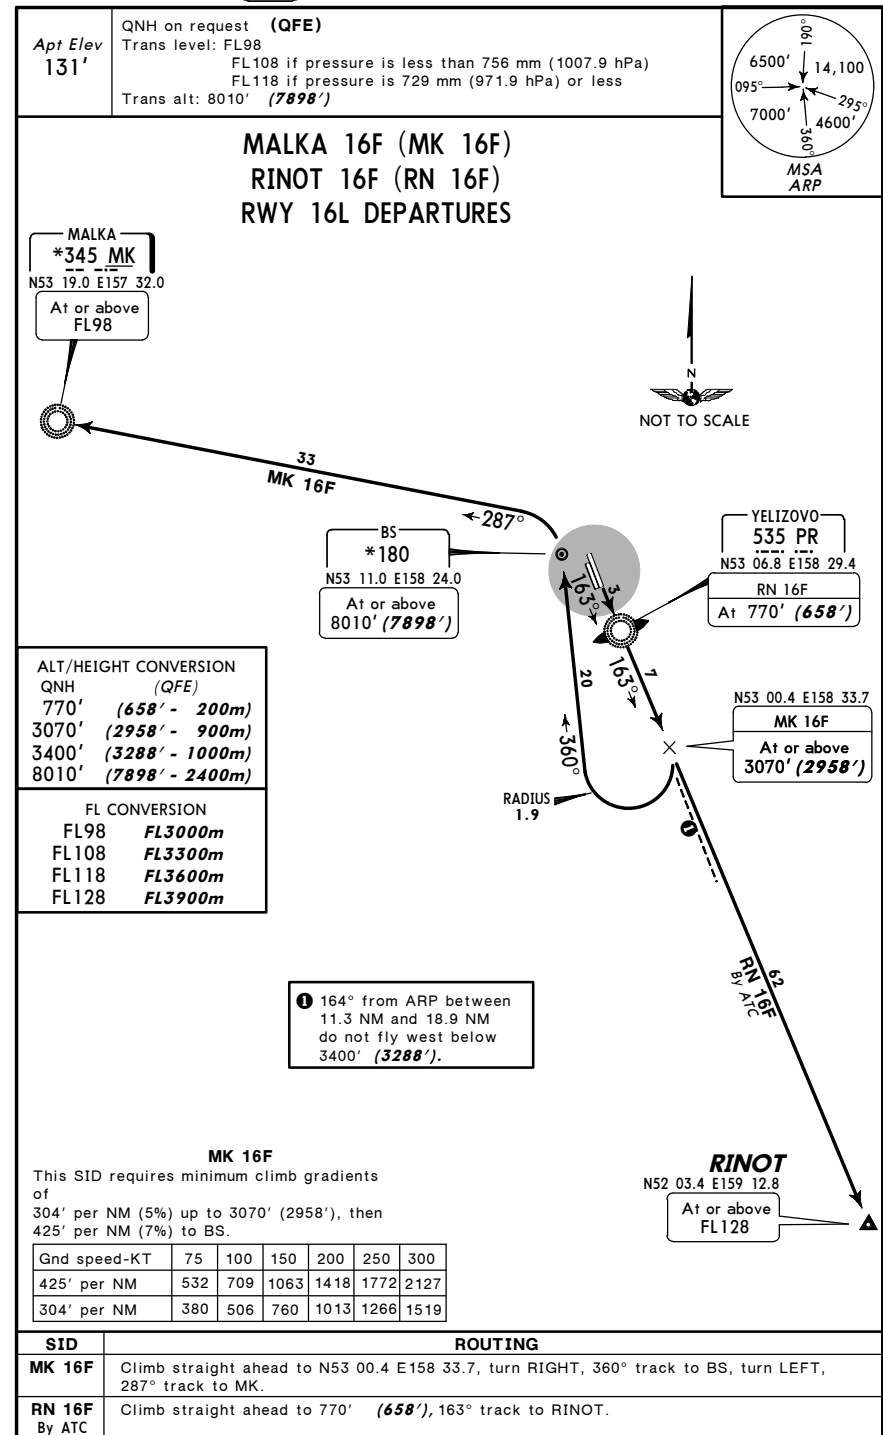 Apt Elev
131'
QNH on request (QFE)
Trans level: FL98
FL108 if pressure is less than 756 mm (1007.9 hPa)
FL118 if pressure is 729 mm (971.9 hPa) or less
Trans alt: 8010' (7898')
090°
6500'
14,100
095°
295°
7000'
4600'
360°
MSA
ARP
MALKA 16F (MK 16F)
RINOT 16F (RN 16F)
RWY 16L DEPARTURES
MALKA
*345 MK
N53 19.0 E157 32.0
At or above
FL98
N
NOT TO SCALE
33
MK 16F
287°
BS
*180
N53 11.0 E158 24.0
At or above
8010' (7898')
YELIZOVO
535 PR
N53 06.8 E158 29.4
RN 16F
At 770' (658')
3
163°
7
163°
20
360°
N53 00.4 E158 33.7
MK 16F
At or above
3070' (2958')
RADIUS
1.9
ALT/HEIGHT CONVERSION
QNH (QFE)
770' (658' - 200m)
3070' (2958' - 900m)
3400' (3288' - 1000m)
8010' (7898' - 2400m)
FL CONVERSION
FL98 FL3000m
FL108 FL3300m
FL118 FL3600m
FL128 FL3900m
1
62
RN 16F
By ATC
1 164° from ARP between
11.3 NM and 18.9 NM
do not fly west below
3400' (3288').
RINOT
N52 03.4 E159 12.8
At or above
FL128
MK 16F
This SID requires minimum climb gradients
of
304' per NM (5%) up to 3070' (2958'), then
425' per NM (7%) to BS.
Gnd speed-KT 75 100 150 200 250 300
425' per NM 532 709 1063 1418 1772 2127
304' per NM 380 506 760 1013 1266 1519
SID ROUTING
MK 16F Climb straight ahead to N53 00.4 E158 33.7, turn RIGHT, 360° track to BS, turn LEFT,
287° track to MK.
RN 16F Climb straight ahead to 770' (658'), 163° track to RINOT.
By ATC